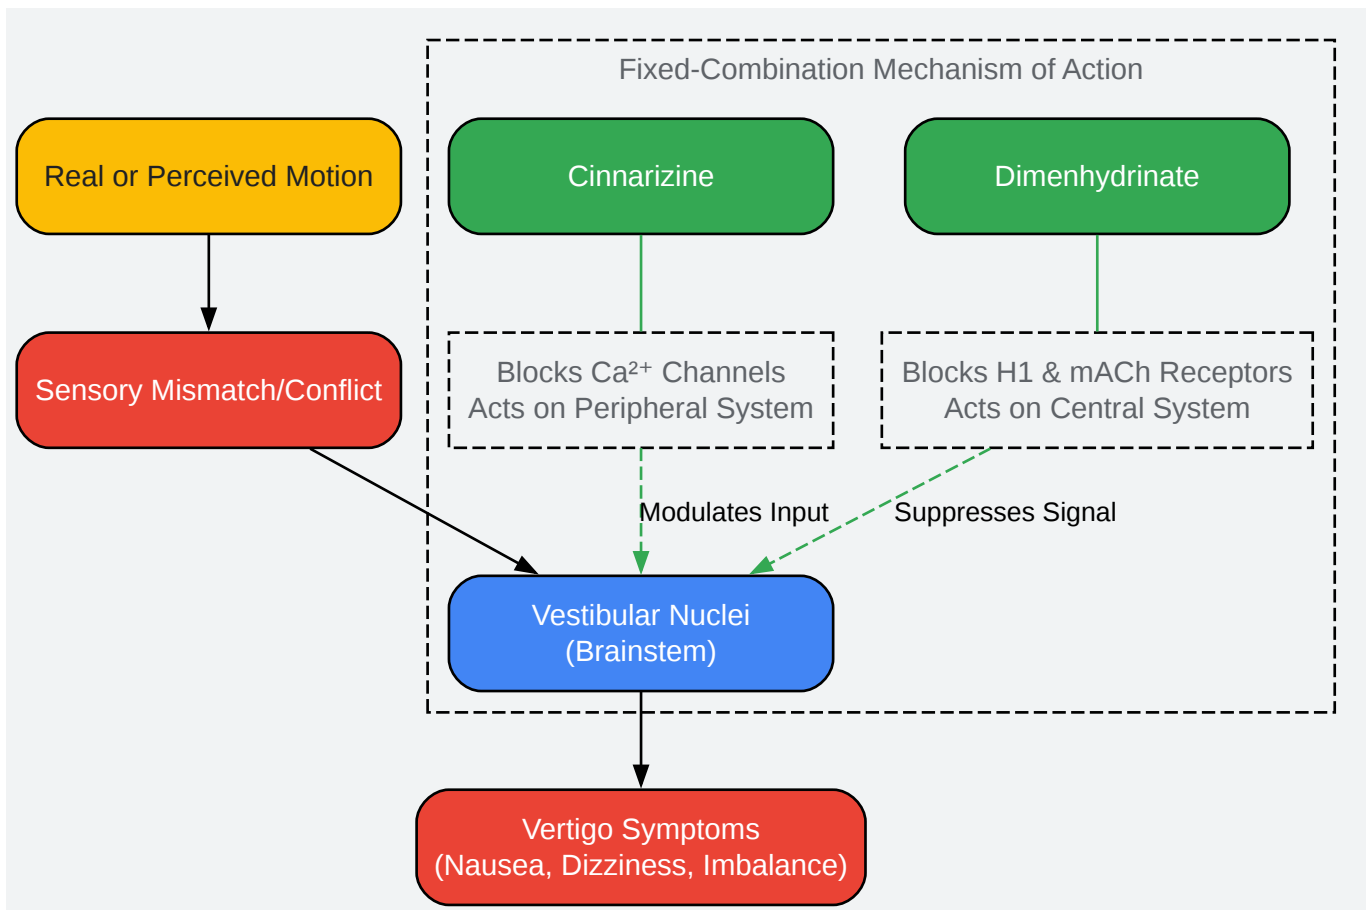 Fixed-Combination Mechanism of Action
Real or Perceived Motion
Cinnarizine
Dimenhydrinate
Sensory Mismatch/Conflict
Blocks Ca²⁺ Channels
Acts on Peripheral System
Blocks H1 & mACh Receptors
Acts on Central System
Modulates Input
Suppresses Signal
Vestibular Nuclei
(Brainstem)
Vertigo Symptoms
(Nausea, Dizziness, Imbalance)